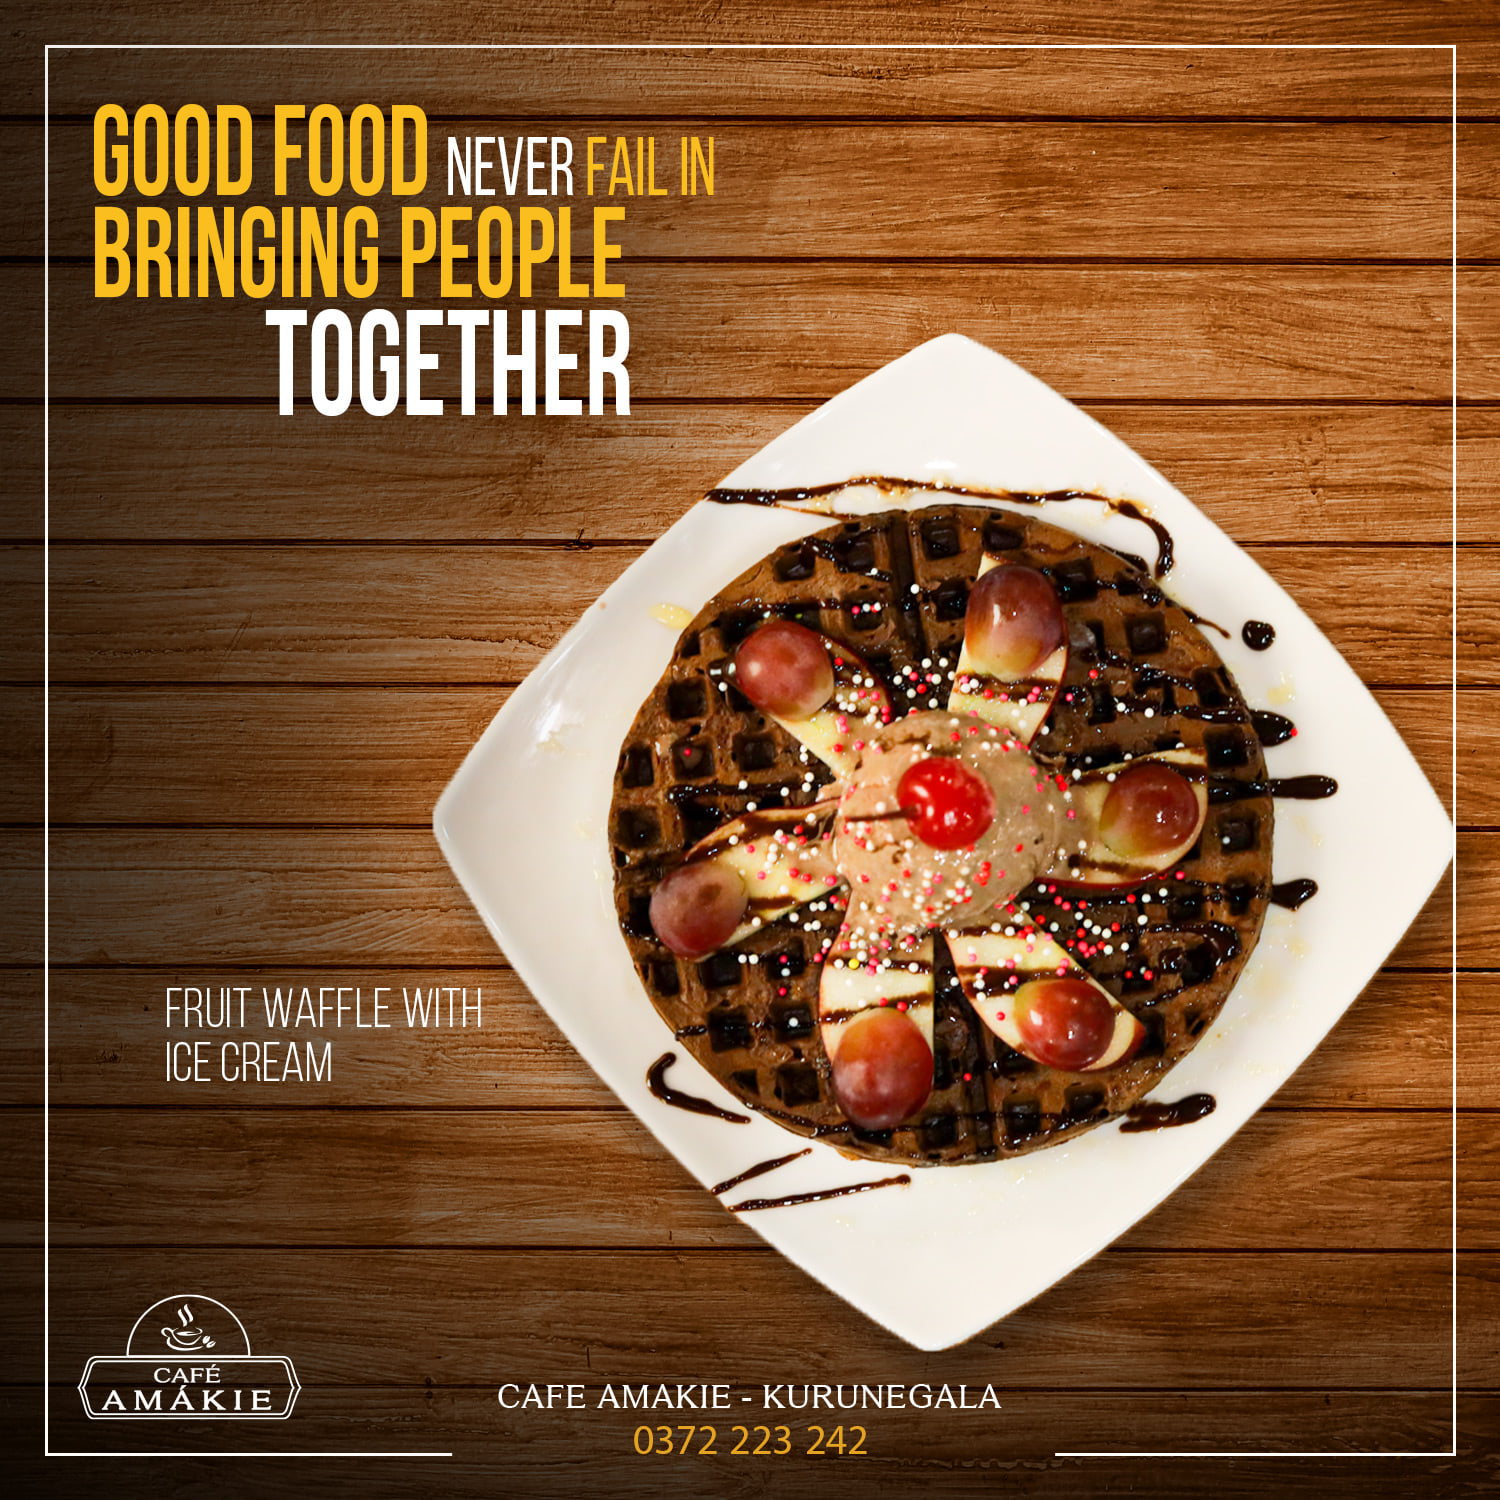 GOOD FOOD NEVER FAIL IN
BRINGING PEOPLE
TOGETHER
FRUIT WAFFLE WITH
ICE CREAM
CAFÉ
AMÁKIE
CAFE AMAKIE - KURUNEGALA
0372 223 242